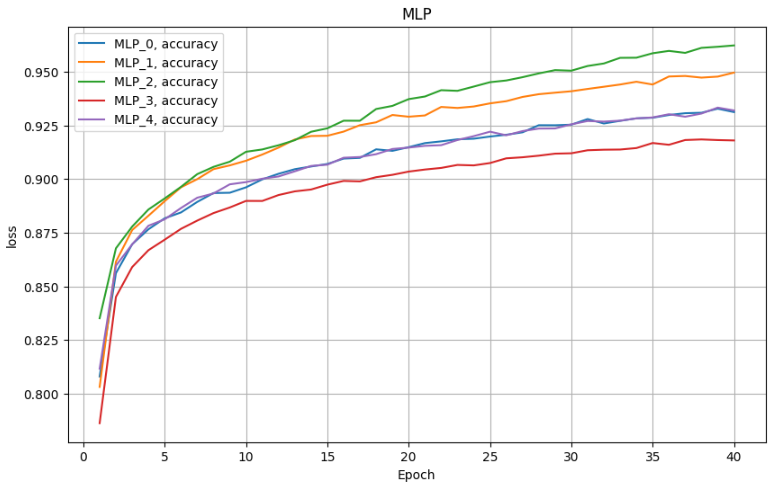 MLP
MLP_0, accuracy
MLP_1, accuracy
MLP_2, accuracy
MLP_3, accuracy
MLP_4, accuracy
0.950
0.925
0.900
0.875
0.850
0.825
0.800
loss
0 5 10 15 20 25 30 35 40
Epoch